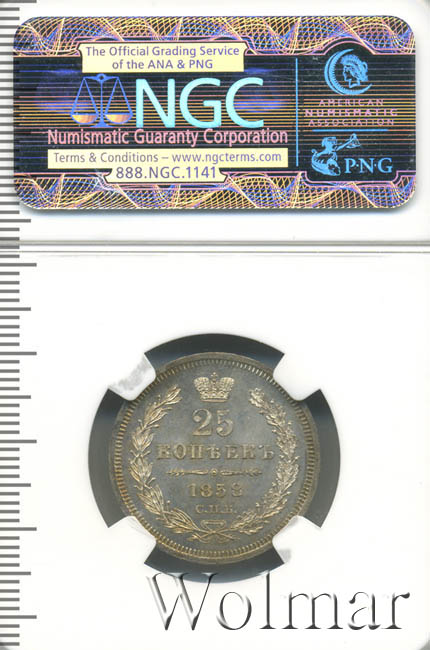 The Official Grading Service
of the ANA & PNG
NGC
Numismatic Guaranty Corporation
Terms & Conditions – www.ngcterms.com
888.NGC.1141
AMERICAN
NUMISMATIC
ASSOCIATION
P·N·G
25
КОПѢЕКЪ
1858
С.П.Б.
Wolmar